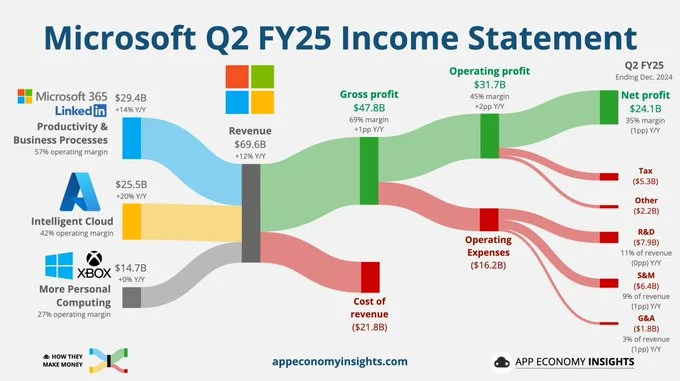 Microsoft Q2 FY25 Income Statement
Q2 FY25
Ending Dec. 2024
Microsoft 365
LinkedIn
$29.4B
+14% Y/Y
Productivity &
Business Processes
57% operating margin
Azure
$25.5B
+20% Y/Y
Intelligent Cloud
42% operating margin
XBOX
$14.7B
+0% Y/Y
More Personal
Computing
27% operating margin
Revenue
$69.6B
+12% Y/Y
Gross profit
$47.8B
69% margin
+1pp Y/Y
Cost of
revenue
($21.8B)
Operating profit
$31.7B
45% margin
+2pp Y/Y
Operating
Expenses
($16.2B)
Net profit
$24.1B
35% margin
(1pp) Y/Y
Tax
($5.3B)
Other
($2.2B)
R&D
($7.9B)
11% of revenue
(0pp) Y/Y
S&M
($6.4B)
9% of revenue
(1pp) Y/Y
G&A
($1.8B)
3% of revenue
(1pp) Y/Y
HOW THEY
MAKE MONEY
appeconomyinsights.com
APP ECONOMY INSIGHTS